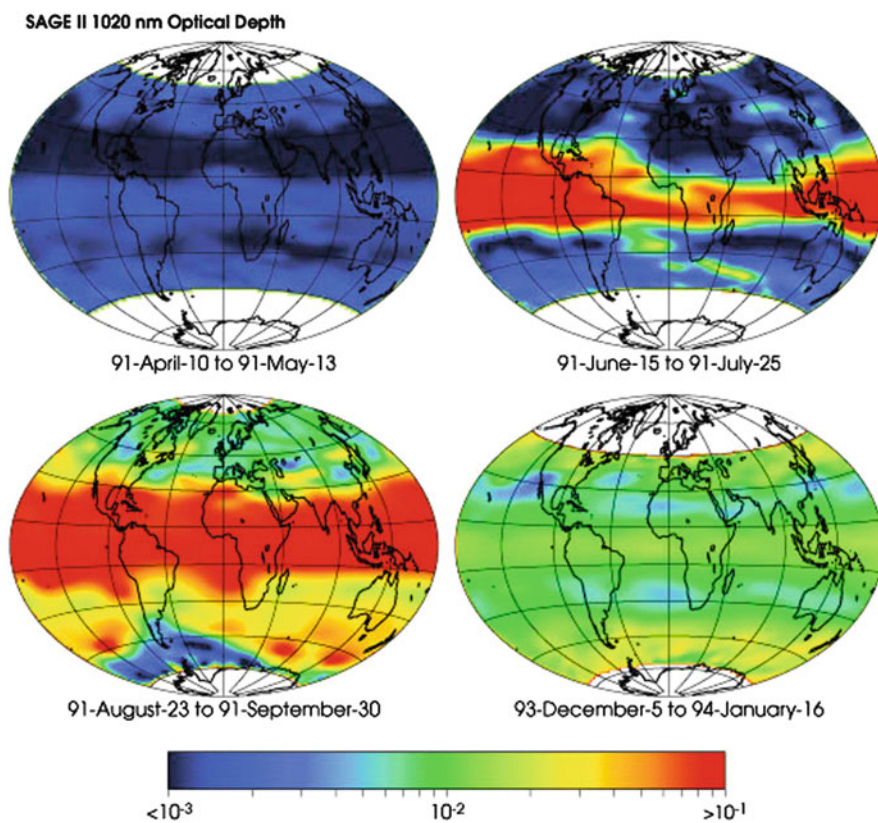 SAGE II 1020 nm Optical Depth
91-April-10 to 91-May-13
91-June-15 to 91-July-25
91-August-23 to 91-September-30
93-December-5 to 94-January-16
<10⁻³ 10⁻² >10⁻¹